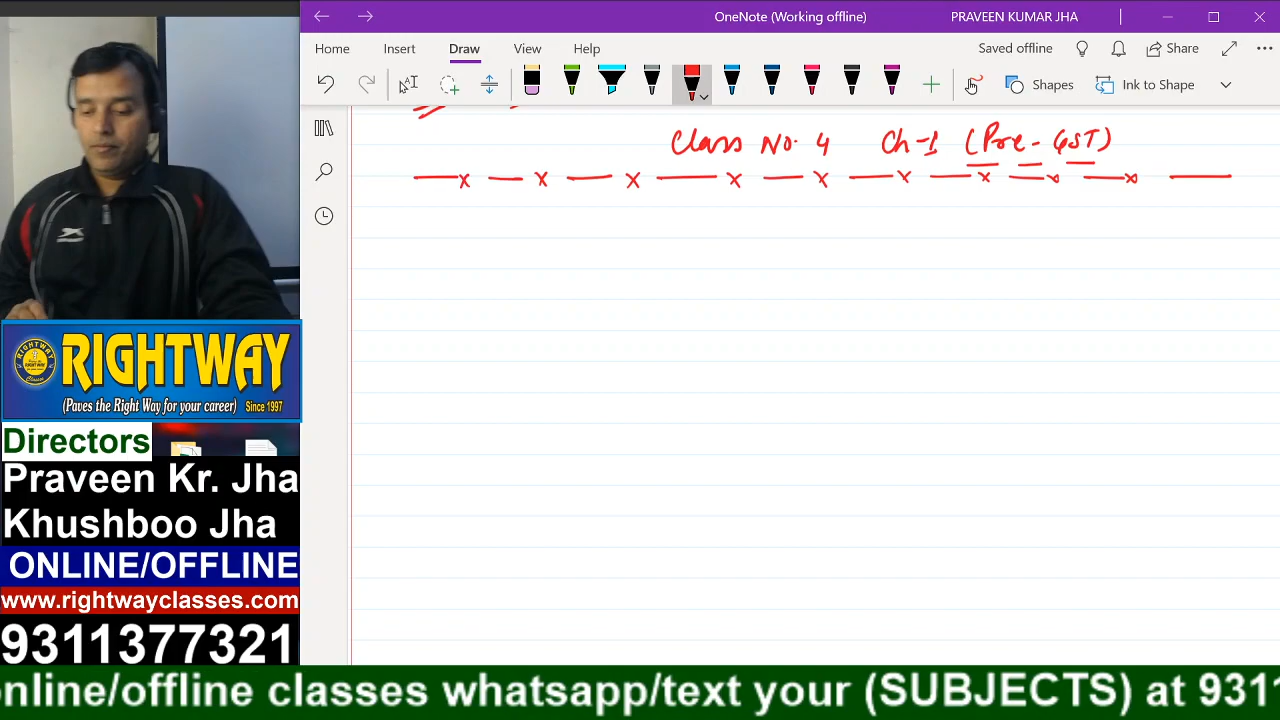 OneNote (Working offline) PRAVEEN KUMAR JHA
Home Insert Draw View Help Saved offline Share
Shapes Ink to Shape
Class No. 4 Ch-1 (Pre-GST)
RIGHTWAY
(Paves the Right Way for your career) Since 1997
Directors
Praveen Kr. Jha
Khushboo Jha
ONLINE/OFFLINE
www.rightwayclasses.com
9311377321
online/offline classes whatsapp/text your (SUBJECTS) at 931